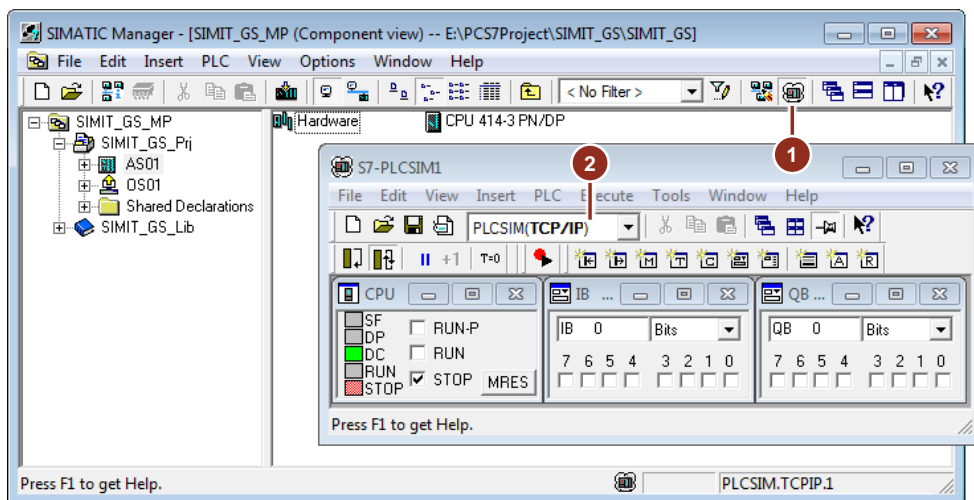 SIMATIC Manager - [SIMIT_GS_MP (Component view) -- E:\PCS7Project\SIMIT_GS\SIMIT_GS]
File Edit Insert PLC View Options Window Help
< No Filter >
SIMIT_GS_MP
SIMIT_GS_Prj
AS01
OS01
Shared Declarations
SIMIT_GS_Lib
Hardware CPU 414-3 PN/DP
1
2
S7-PLCSIM1
File Edit View Insert PLC Execute Tools Window Help
PLCSIM(TCP/IP)
+1 T=0
CPU
SF
DP
DC
RUN
STOP
RUN-P
RUN
STOP MRES
IB ...
IB 0 Bits
7 6 5 4 3 2 1 0
QB ...
QB 0 Bits
7 6 5 4 3 2 1 0
Press F1 to get Help.
Press F1 to get Help. PLCSIM.TCPIP.1